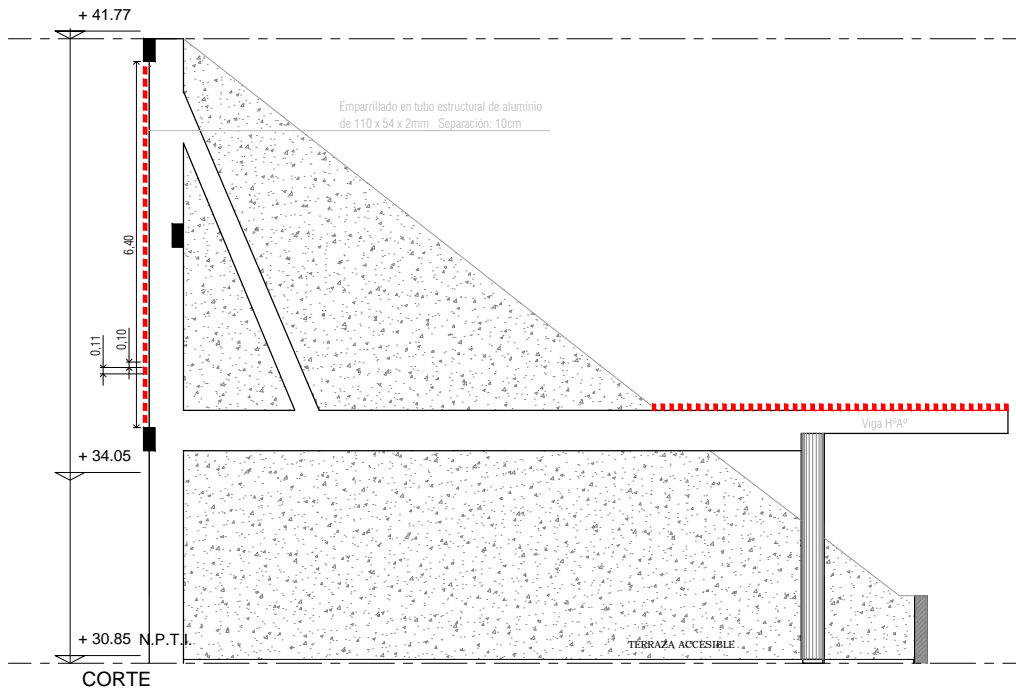 + 41.77
Emparrillado en tubo estructural de aluminio
de 110 x 54 x 2mm Separación: 10cm
6,40
0,10
0,11
Viga HºAº
+ 34.05
+ 30.85 N.P.T.I.
TERRAZA ACCESIBLE
CORTE